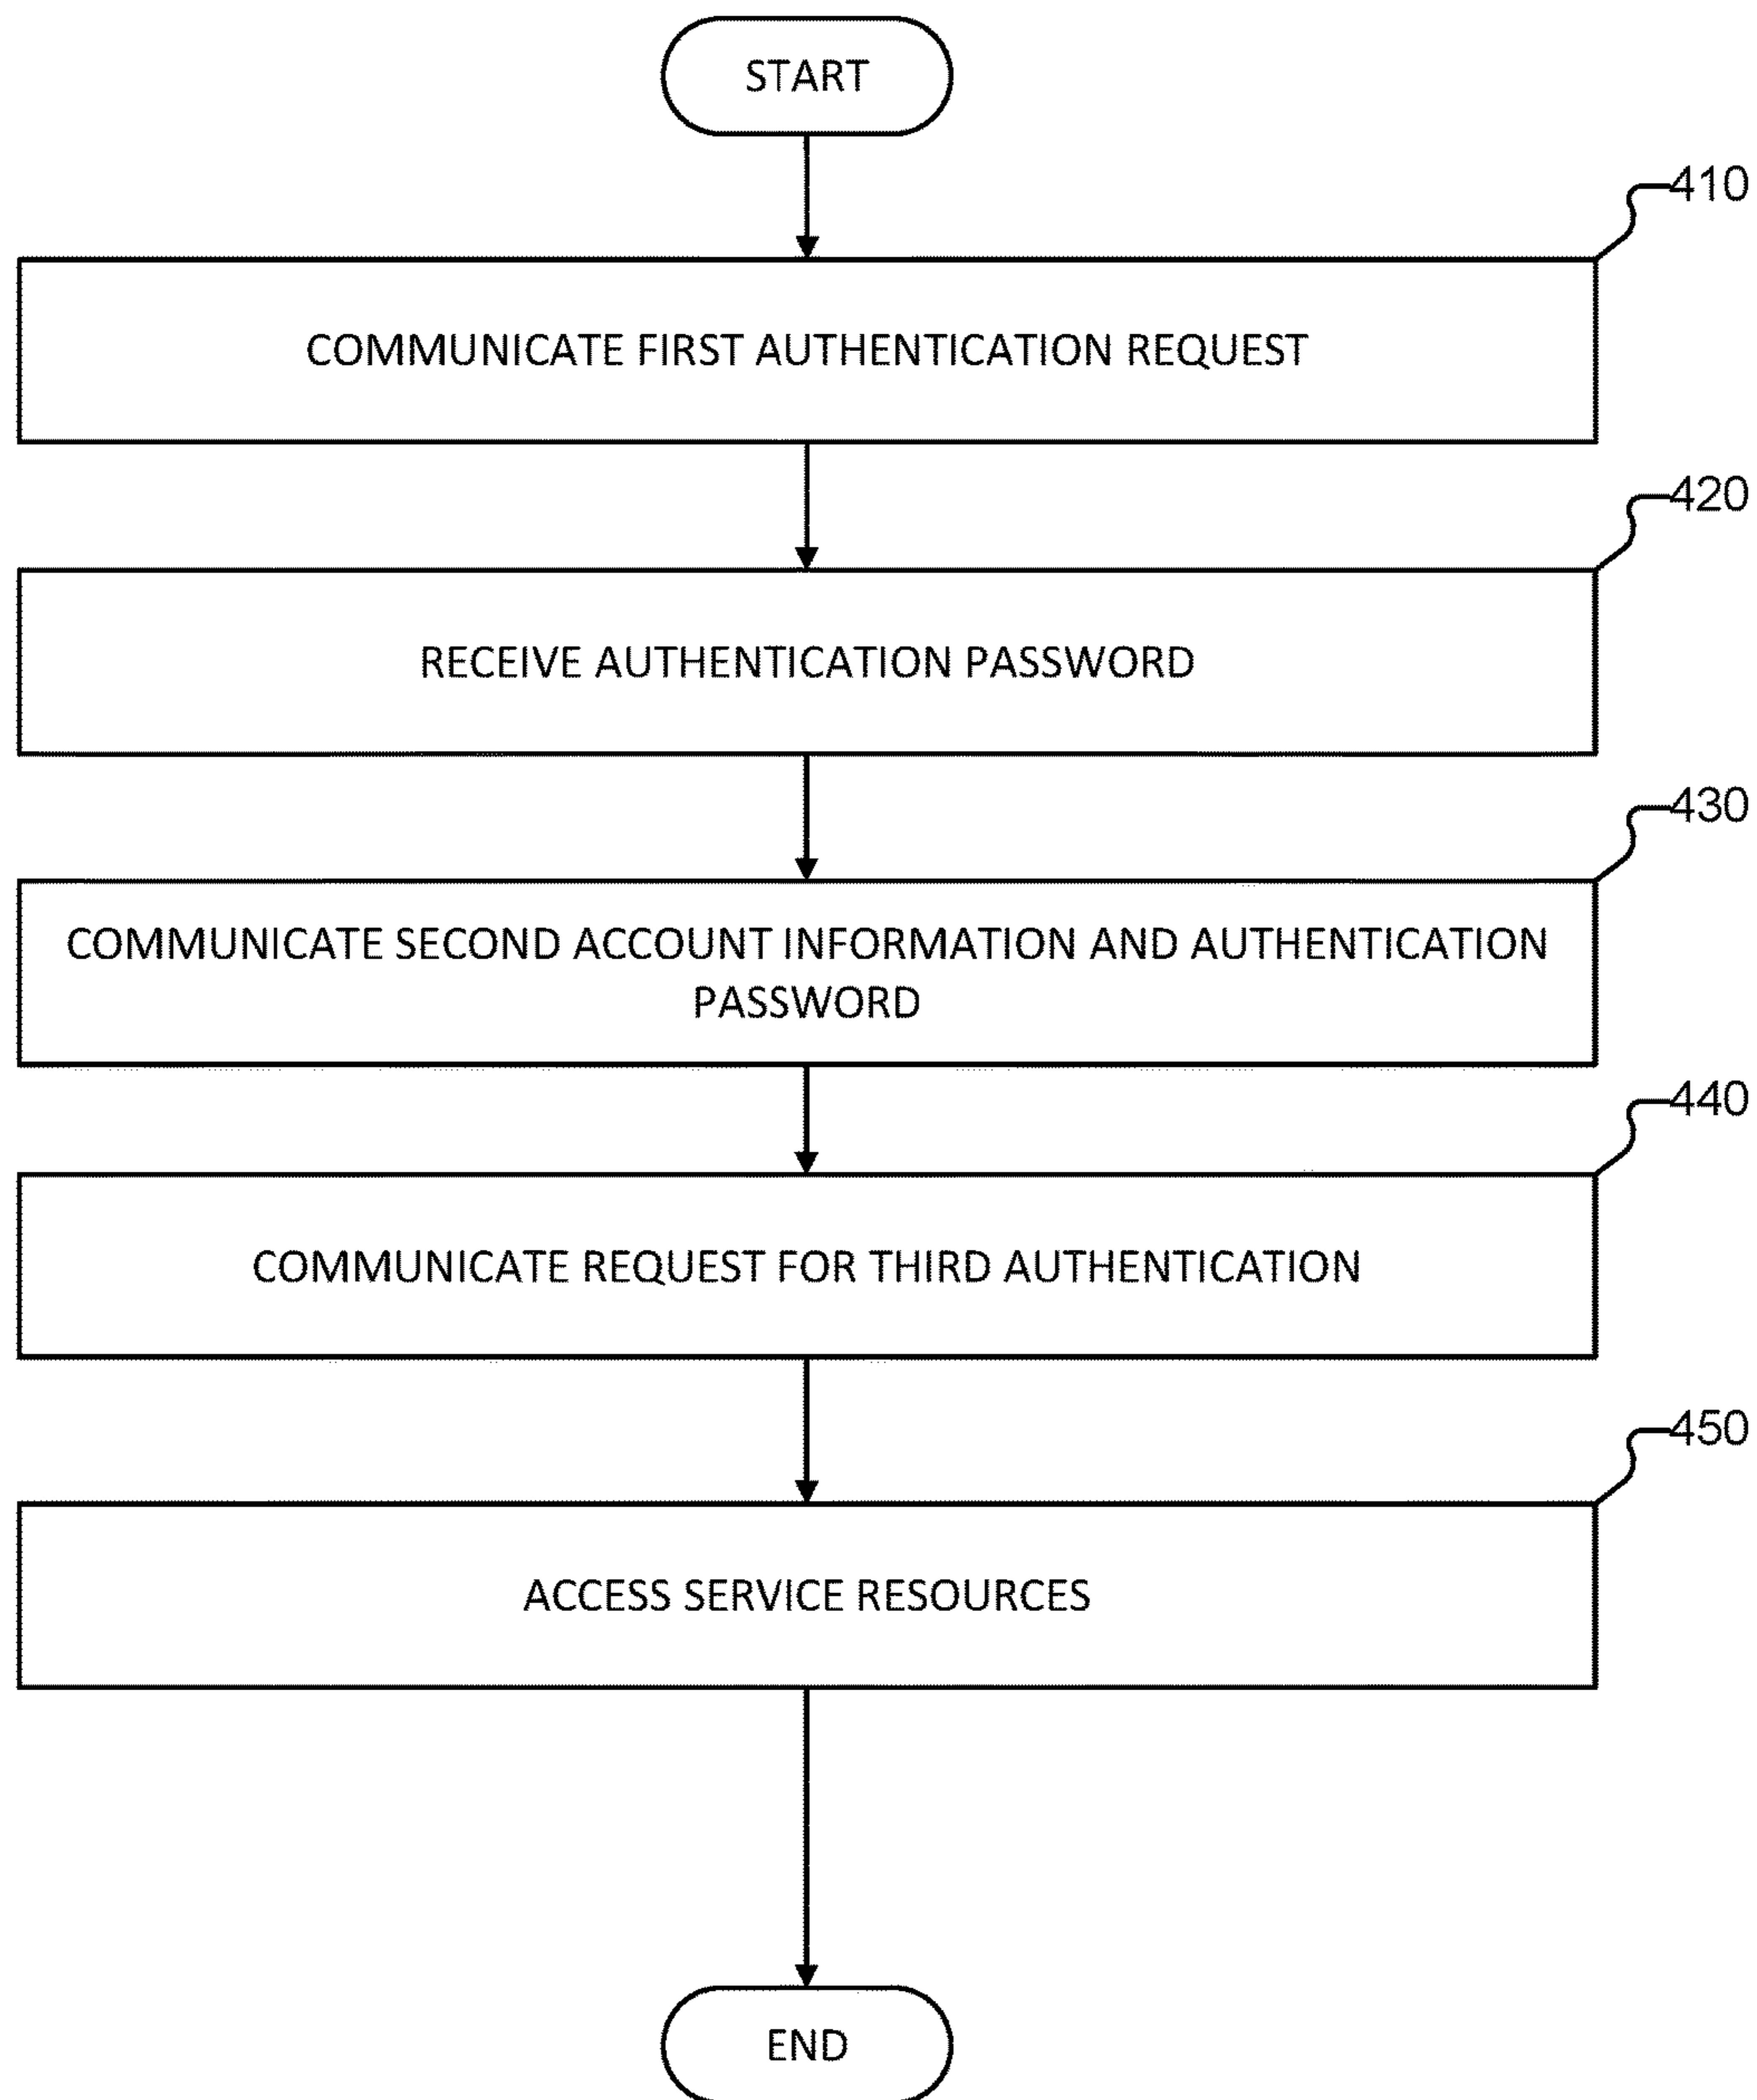 START
410
COMMUNICATE FIRST AUTHENTICATION REQUEST
420
RECEIVE AUTHENTICATION PASSWORD
430
COMMUNICATE SECOND ACCOUNT INFORMATION AND AUTHENTICATION
PASSWORD
440
COMMUNICATE REQUEST FOR THIRD AUTHENTICATION
450
ACCESS SERVICE RESOURCES
END